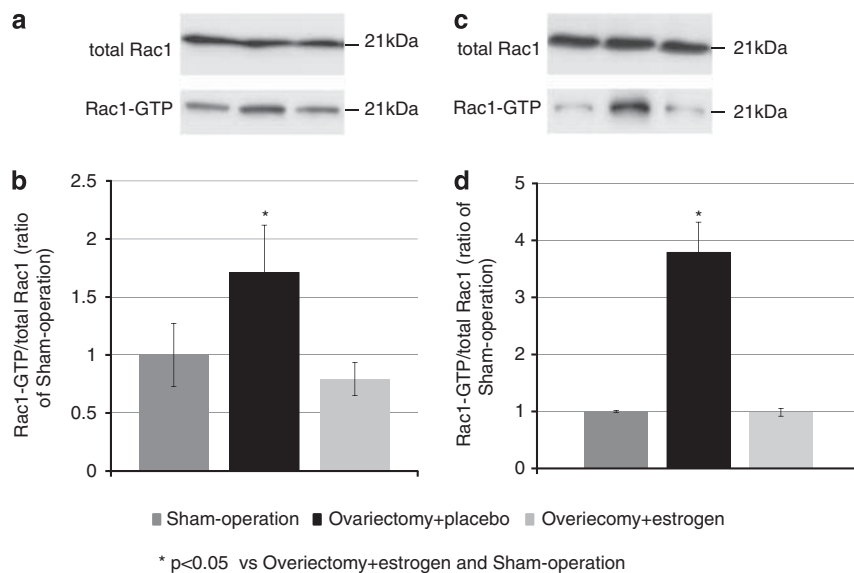 a
total Rac1
21kDa
Rac1-GTP
21kDa
c
total Rac1
21kDa
Rac1-GTP
21kDa
b
Rac1-GTP/total Rac1 (ratio
of Sham-operation)
2.5
2
1.5
1
0.5
0
*
d
Rac1-GTP/total Rac1 (ratio of
Sham-operation)
5
4
3
2
1
0
*
Sham-operation Ovariectomy+placebo Overiecomy+estrogen
* p<0.05 vs Overiectomy+estrogen and Sham-operation